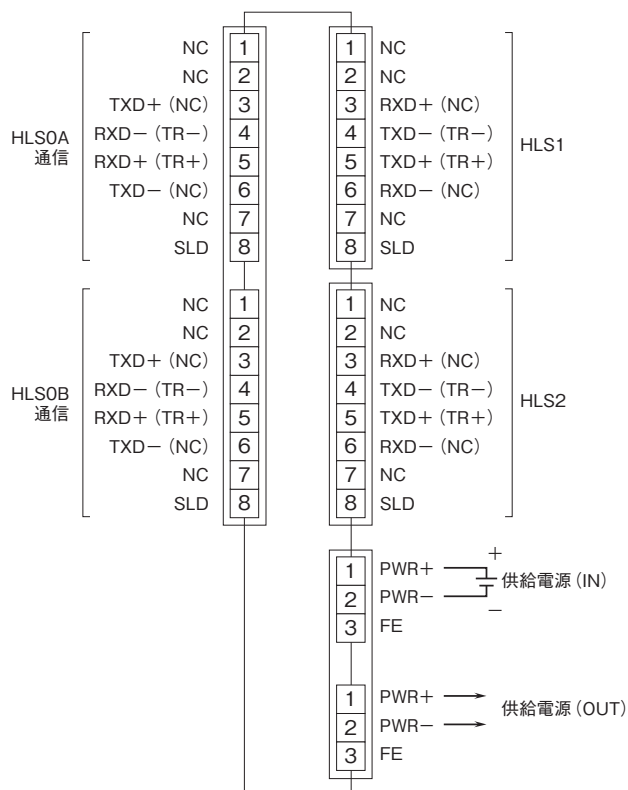 HLS0A
通信
NC 1
NC 2
TXD＋（NC） 3
RXD－（TR－） 4
RXD＋（TR＋） 5
TXD－（NC） 6
NC 7
SLD 8
HLS0B
通信
NC 1
NC 2
TXD＋（NC） 3
RXD－（TR－） 4
RXD＋（TR＋） 5
TXD－（NC） 6
NC 7
SLD 8
1 NC
2 NC
3 RXD＋（NC）
4 TXD－（TR－）
5 TXD＋（TR＋）
6 RXD－（NC）
7 NC
8 SLD
HLS1
1 NC
2 NC
3 RXD＋（NC）
4 TXD－（TR－）
5 TXD＋（TR＋）
6 RXD－（NC）
7 NC
8 SLD
HLS2
1 PWR＋
2 PWR－
3 FE
＋
供給電源（IN）
－
1 PWR＋
2 PWR－
3 FE
供給電源（OUT）